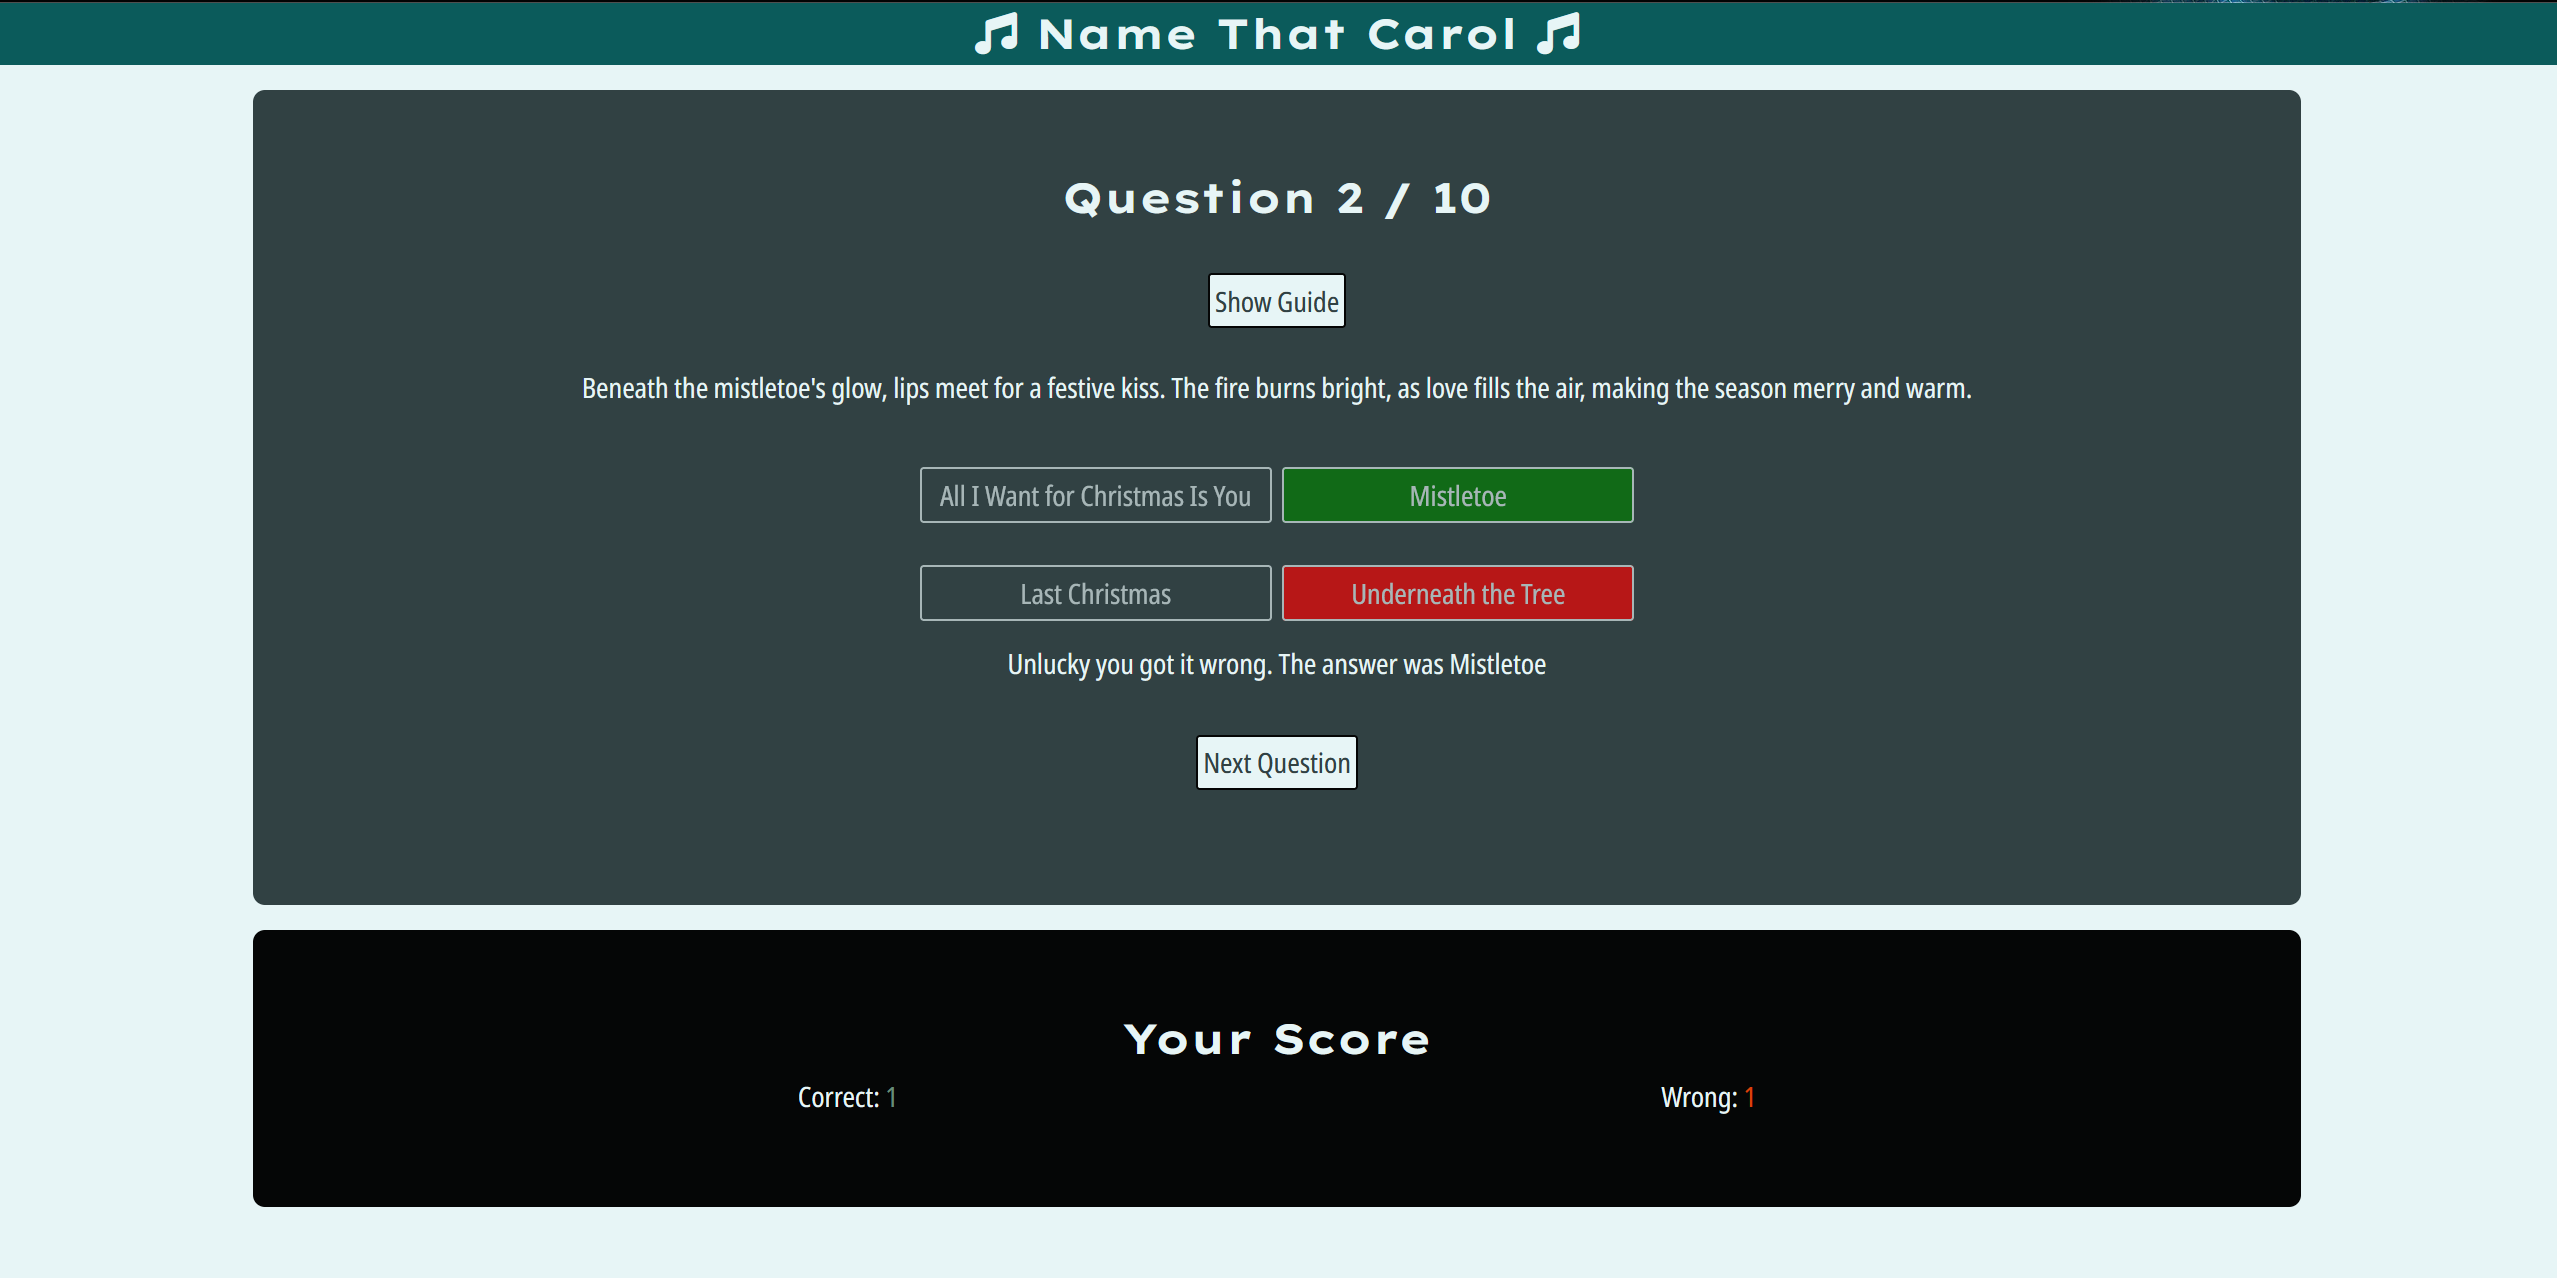 Name That Carol
Question 2 / 10
Show Guide
Beneath the mistletoe's glow, lips meet for a festive kiss. The fire burns bright, as love fills the air, making the season merry and warm.
All I Want for Christmas Is You
Mistletoe
Last Christmas
Underneath the Tree
Unlucky you got it wrong. The answer was Mistletoe
Next Question
Your Score
Correct: 1
Wrong: 1